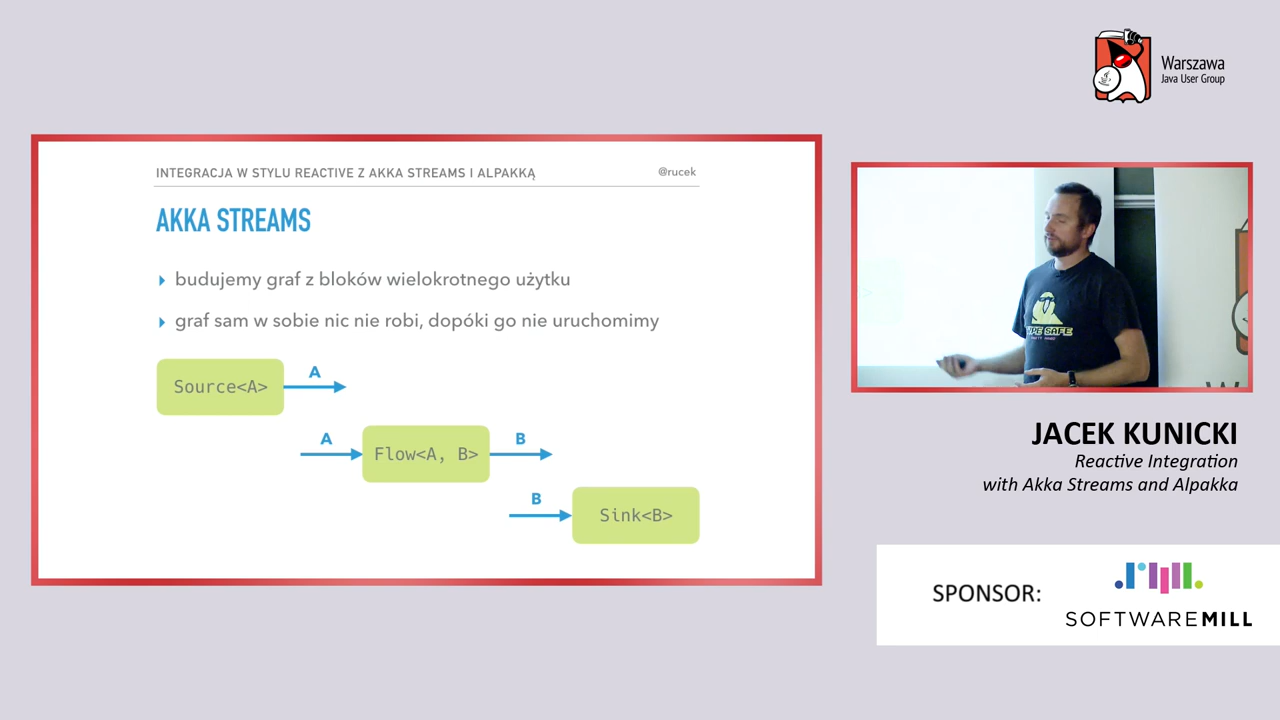 Warszawa
Java User Group
INTEGRACJA W STYLU REACTIVE Z AKKA STREAMS I ALPAKKĄ
@rucek
AKKA STREAMS
budujemy graf z bloków wielokrotnego użytku
graf sam w sobie nic nie robi, dopóki go nie uruchomimy
Source<A>
A
A
Flow<A, B>
B
B
Sink<B>
JACEK KUNICKI
Reactive Integration
with Akka Streams and Alpakka
SPONSOR:
SOFTWAREMILL